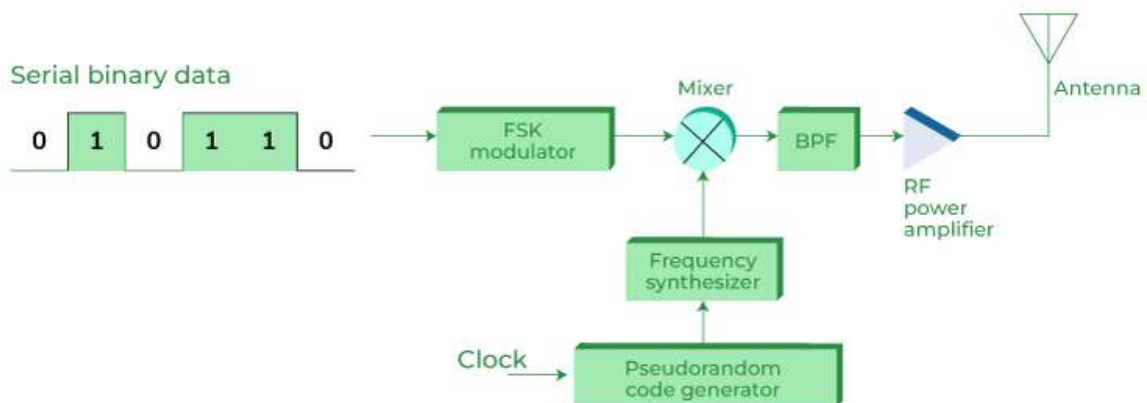 Serial binary data
0 1 0 1 1 0
FSK
modulator
Mixer
BPF
RF
power
amplifier
Antenna
Frequency
synthesizer
Clock
Pseudorandom
code generator